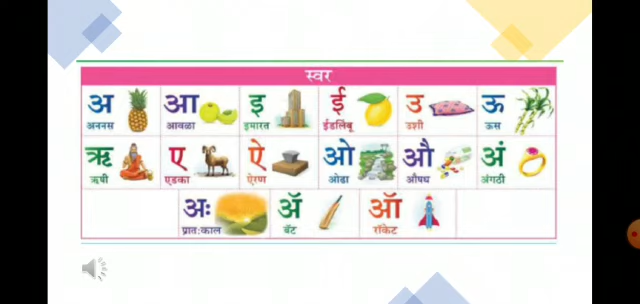 स्वर
अ आ इ ई उ ऊ
अननस आवळा इमारत ईडलिंबू उशी ऊस
ऋ ए ऐ ओ औ अं
ऋषी एडका ऐरण ओढा औषध अंगठी
अः ॲ ऑ
प्रातःकाल बॅट रॉकेट